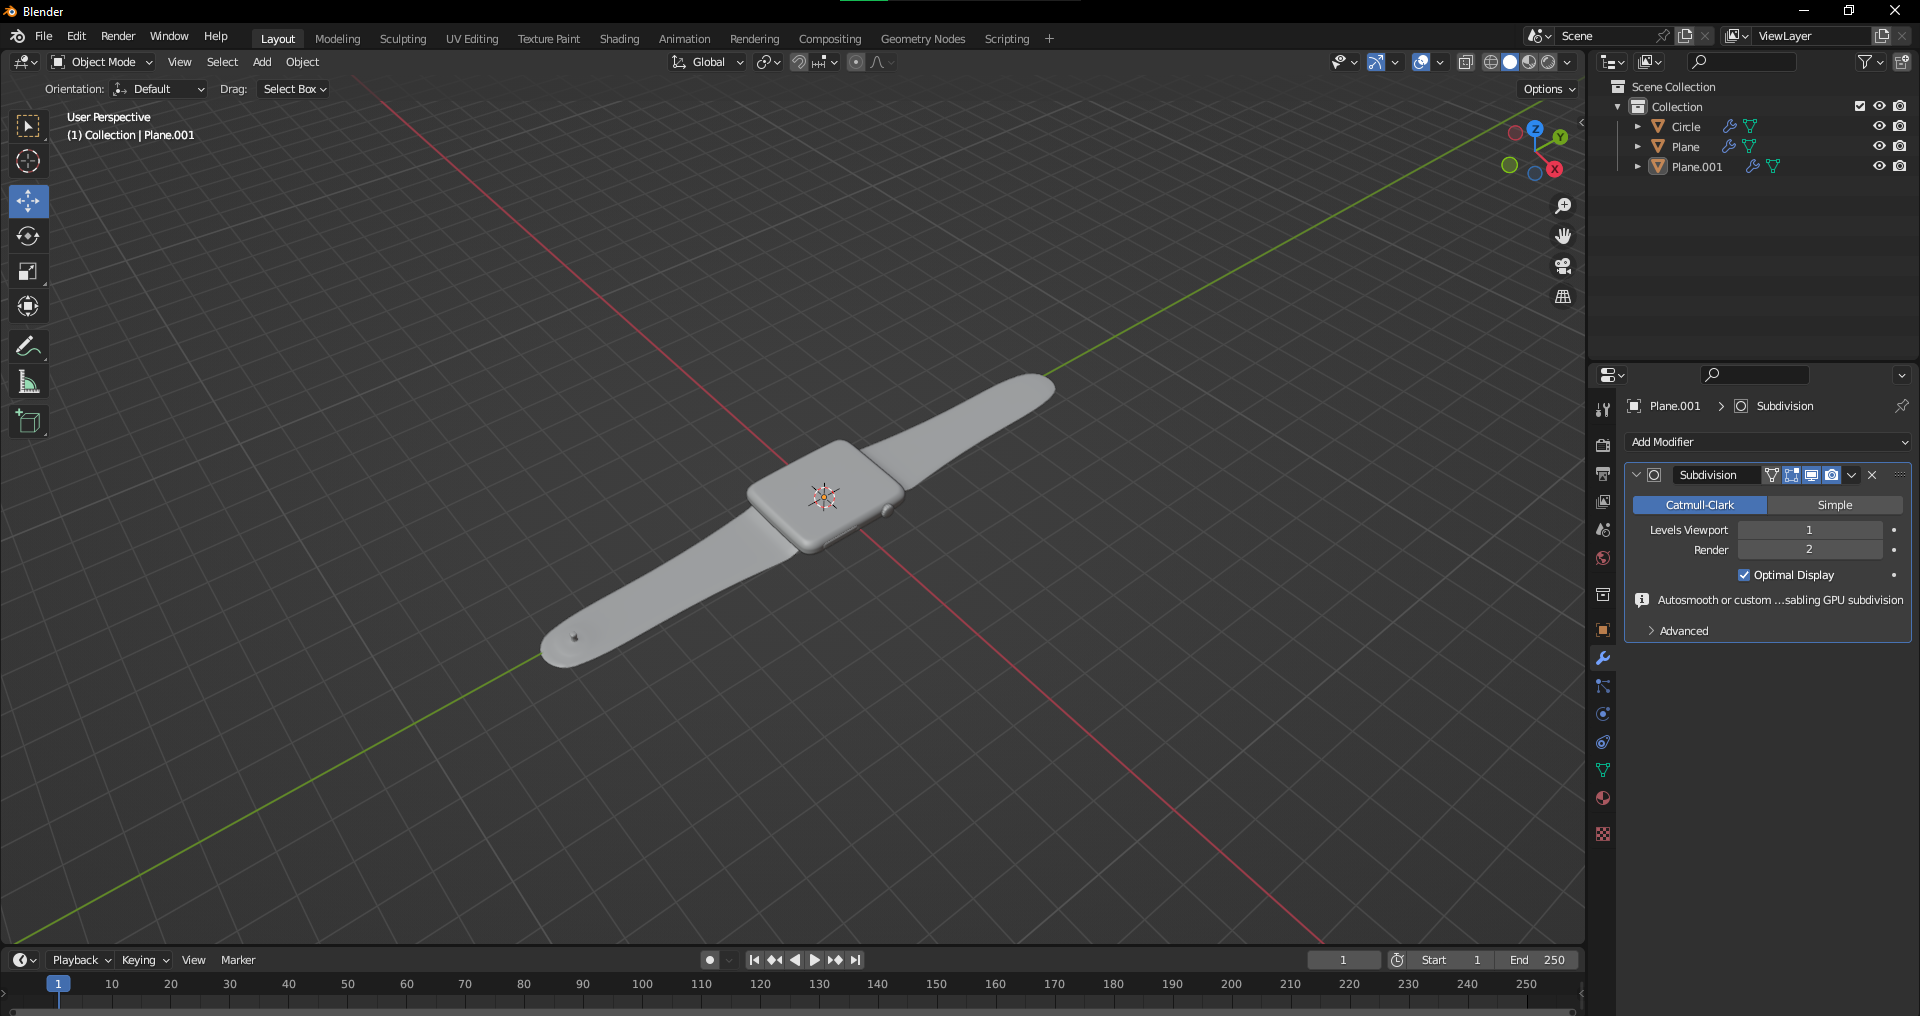 Blender
File Edit Render Window Help Layout Modeling Sculpting UV Editing Texture Paint Shading Animation Rendering Compositing Geometry Nodes Scripting + Scene ViewLayer
Object Mode View Select Add Object Global
Orientation: Default Drag: Select Box Options
User Perspective
(1) Collection | Plane.001
Z
Y
X
Scene Collection
Collection
Circle
Plane
Plane.001
Plane.001 > Subdivision
Add Modifier
Subdivision
Catmull-Clark Simple
Levels Viewport 1
Render 2
Optimal Display
Autosmooth or custom ...sabling GPU subdivision
Advanced
Playback Keying View Marker 1 Start 1 End 250
1 10 20 30 40 50 60 70 80 90 100 110 120 130 140 150 160 170 180 190 200 210 220 230 240 250